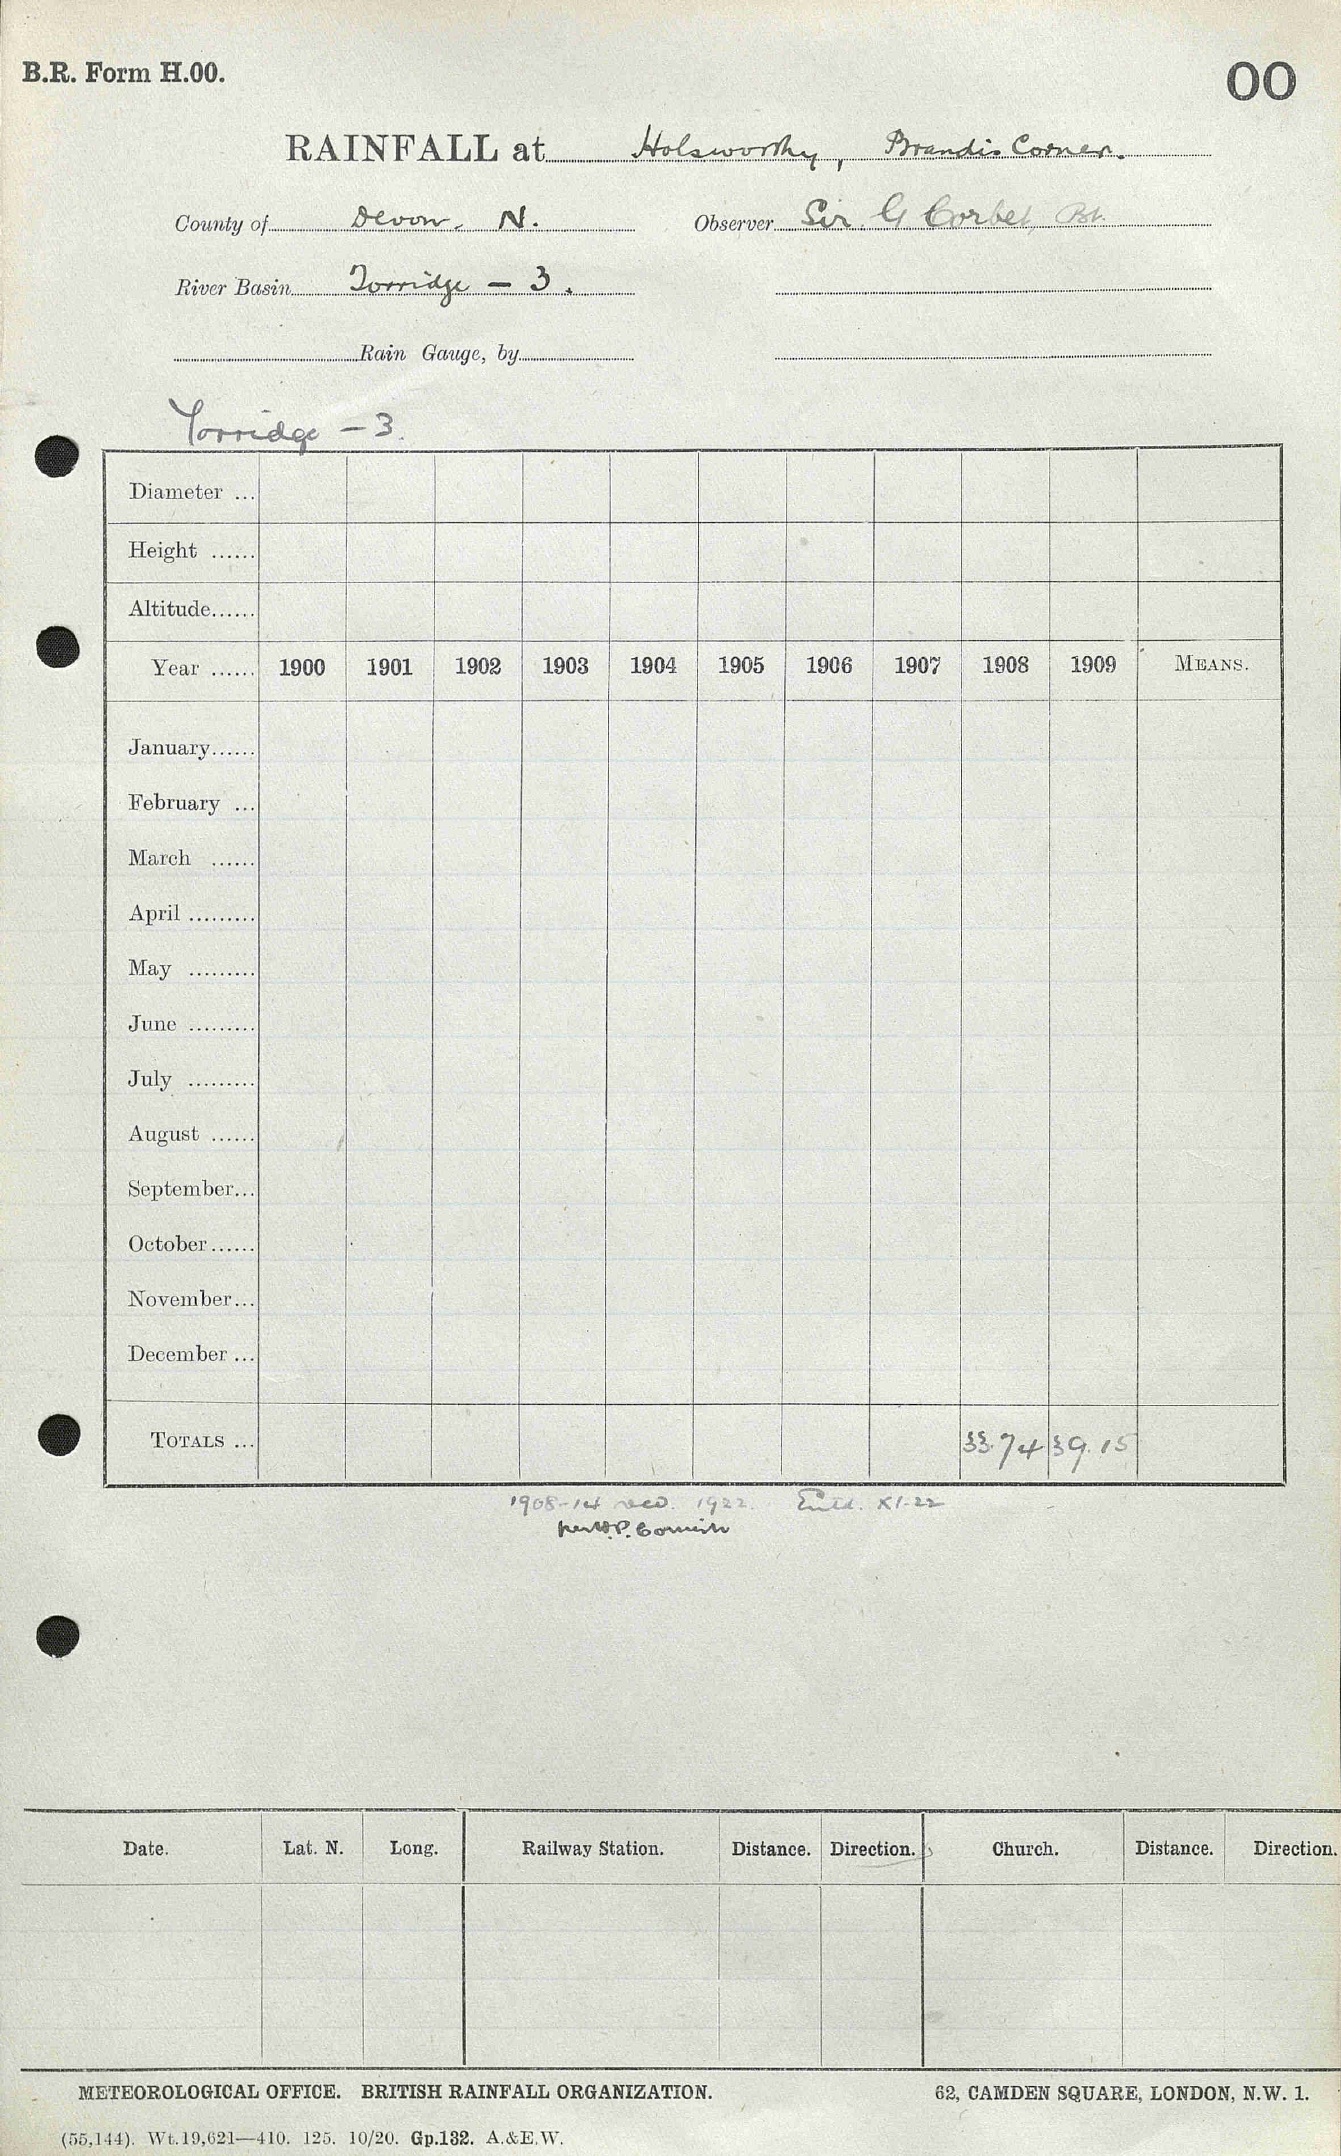 B.R. Form H.00.
00
RAINFALL at Holsworthy, Brandis Corner.
County of Devon, N. Observer Sir G Corbet, Bt.
River Basin Torridge - 3.
Rain Gauge, by
Torridge - 3.
Diameter ...
Height ......
Altitude......
Year ...... 1900 1901 1902 1903 1904 1905 1906 1907 1908 1909 MEANS.
January......
February ...
March ......
April .........
May .........
June .........
July .........
August ......
September...
October......
November...
December ...
TOTALS ... 33.74 39.15
1908-14 recd. 1922. Entd. XI-22
per H.P. Cornish
Date. Lat. N. Long. Railway Station. Distance. Direction. Church. Distance. Direction.
METEOROLOGICAL OFFICE. BRITISH RAINFALL ORGANIZATION. 62, CAMDEN SQUARE, LONDON, N.W. 1.
(55,144). Wt.19,621—410. 125. 10/20. Gp.132. A.&E.W.